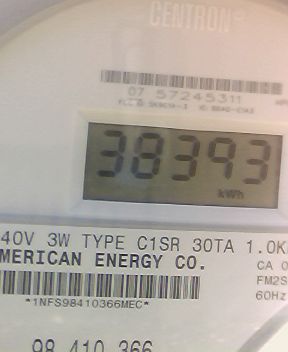 CENTRON®
07 57245311
38393
kWh
40V 3W TYPE C1SR 30TA 1.0K
MERICAN ENERGY CO.
CA 0
FM2S
60Hz
*1NFS98410366MEC*
98 410 366